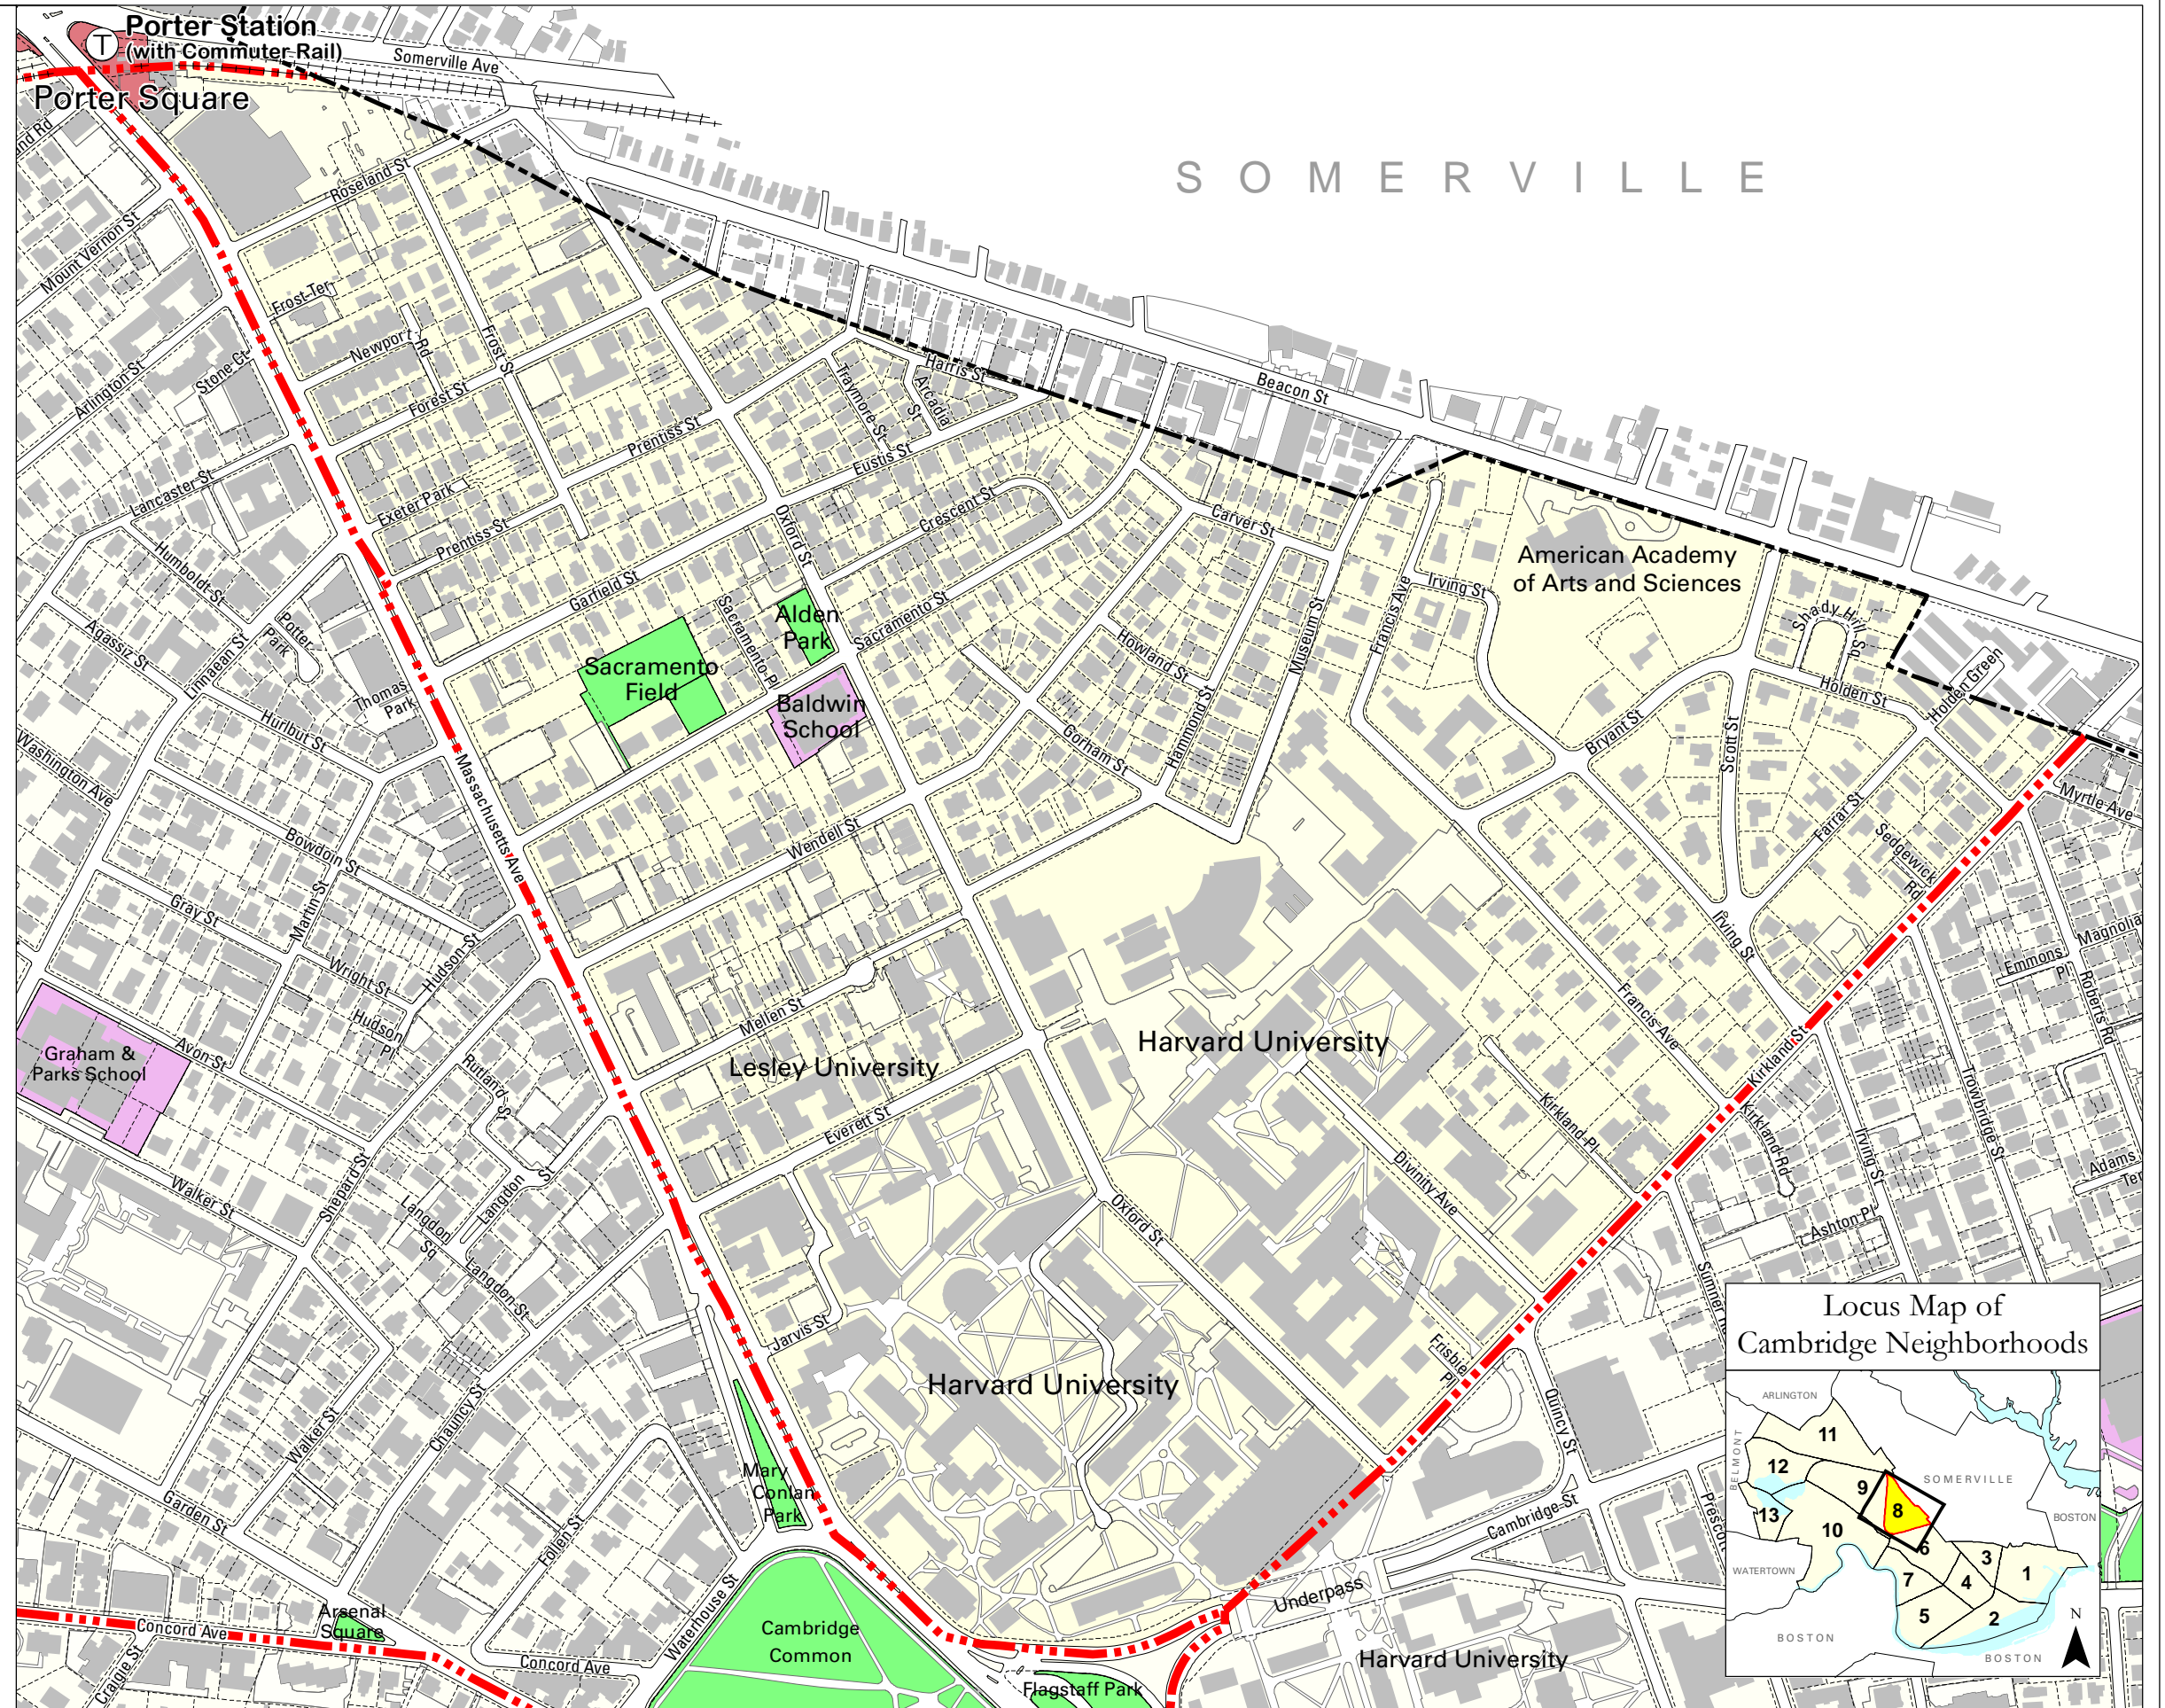 Porter Station
(with Commuter Rail)
T
Porter Square
Somerville Ave
SOMERVILLE
Roseland St
Mount Vernon St
Frost Ter
Newport Rd
Frost St
Forest St
Stone Ct
Arlington St
Lancaster St
Exeter Park
Prentiss St
Prentiss St
Harris St
Traymore St
Arcadia St
Eustis St
Beacon St
Crescent St
Oxford St
Carver St
Garfield St
Sacramento St
Sacramento Pl
Alden
Park
Sacramento
Field
Baldwin
School
Humboldt St
Potter
Park
Agassiz St
Linnaean St
Thomas
Park
Hurlbut St
Washington Ave
Massachusetts Ave
Bowdoin St
Martin St
Gray St
Wright St
Hudson St
Hudson
Pl
Howland St
Hammond St
Museum St
Gorham St
Wendell St
Francis Ave
Irving St
American Academy
of Arts and Sciences
Shady Hill Sq
Holden St
Holden Green
Bryant St
Scott St
Farrar St
Sedgewick
Rd
Myrtle Ave
Irving St
Magnolia
Emmons
Pl
Roberts Rd
Mellen St
Lesley University
Everett St
Harvard University
Francis Ave
Kirkland St
Kirkland Pl
Kirkland Rd
Irving St
Trowbridge St
Adams
Ter
Ashton Pl
Divinity Ave
Oxford St
Graham &
Parks School
Avon St
Rutland St
Walker St
Shepard St
Langdon St
Langdon
Sq
Langdon St
Jarvis St
Harvard University
Frisbie
Pl
Sumner
Quincy St
Walker St
Chauncy St
Garden St
Follen St
Mary
Conlan
Park
Cambridge St
Prescott
Underpass
Arsenal
Square
Concord Ave
Craigie St
Concord Ave
Waterhouse St
Cambridge
Common
Flagstaff Park
Harvard University
Locus Map of
Cambridge Neighborhoods
ARLINGTON
BELMONT
SOMERVILLE
BOSTON
WATERTOWN
BOSTON
BOSTON
11
12
9
8
13
10
6
3
1
7
4
5
2
N